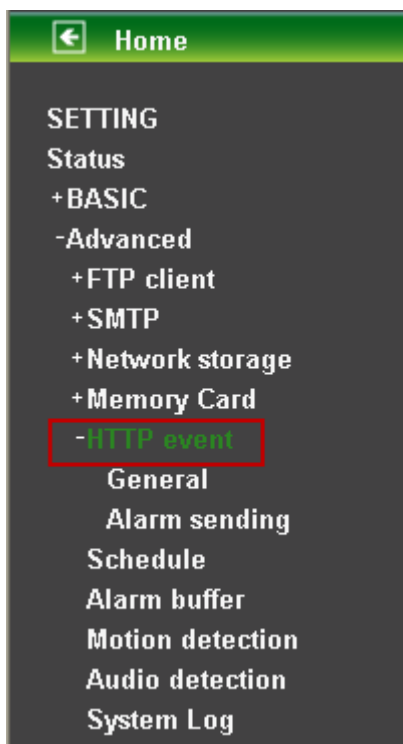 Home
SETTING
Status
+BASIC
-Advanced
+FTP client
+SMTP
+Network storage
+Memory Card
-HTTP event
General
Alarm sending
Schedule
Alarm buffer
Motion detection
Audio detection
System Log